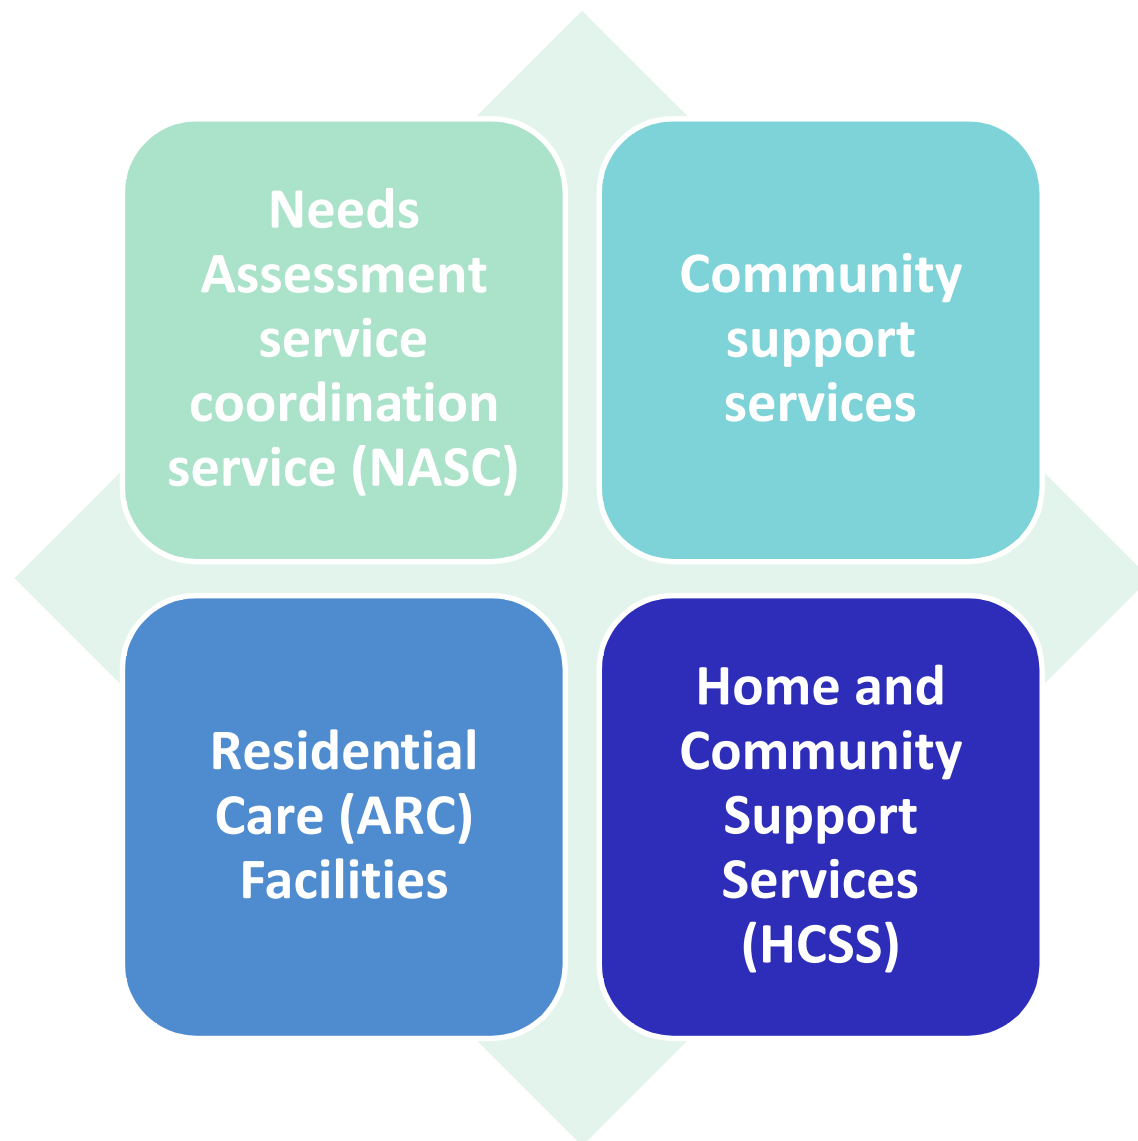 Needs
Assessment
service
coordination
service (NASC)
Community
support
services
Residential
Care (ARC)
Facilities
Home and
Community
Support
Services
(HCSS)